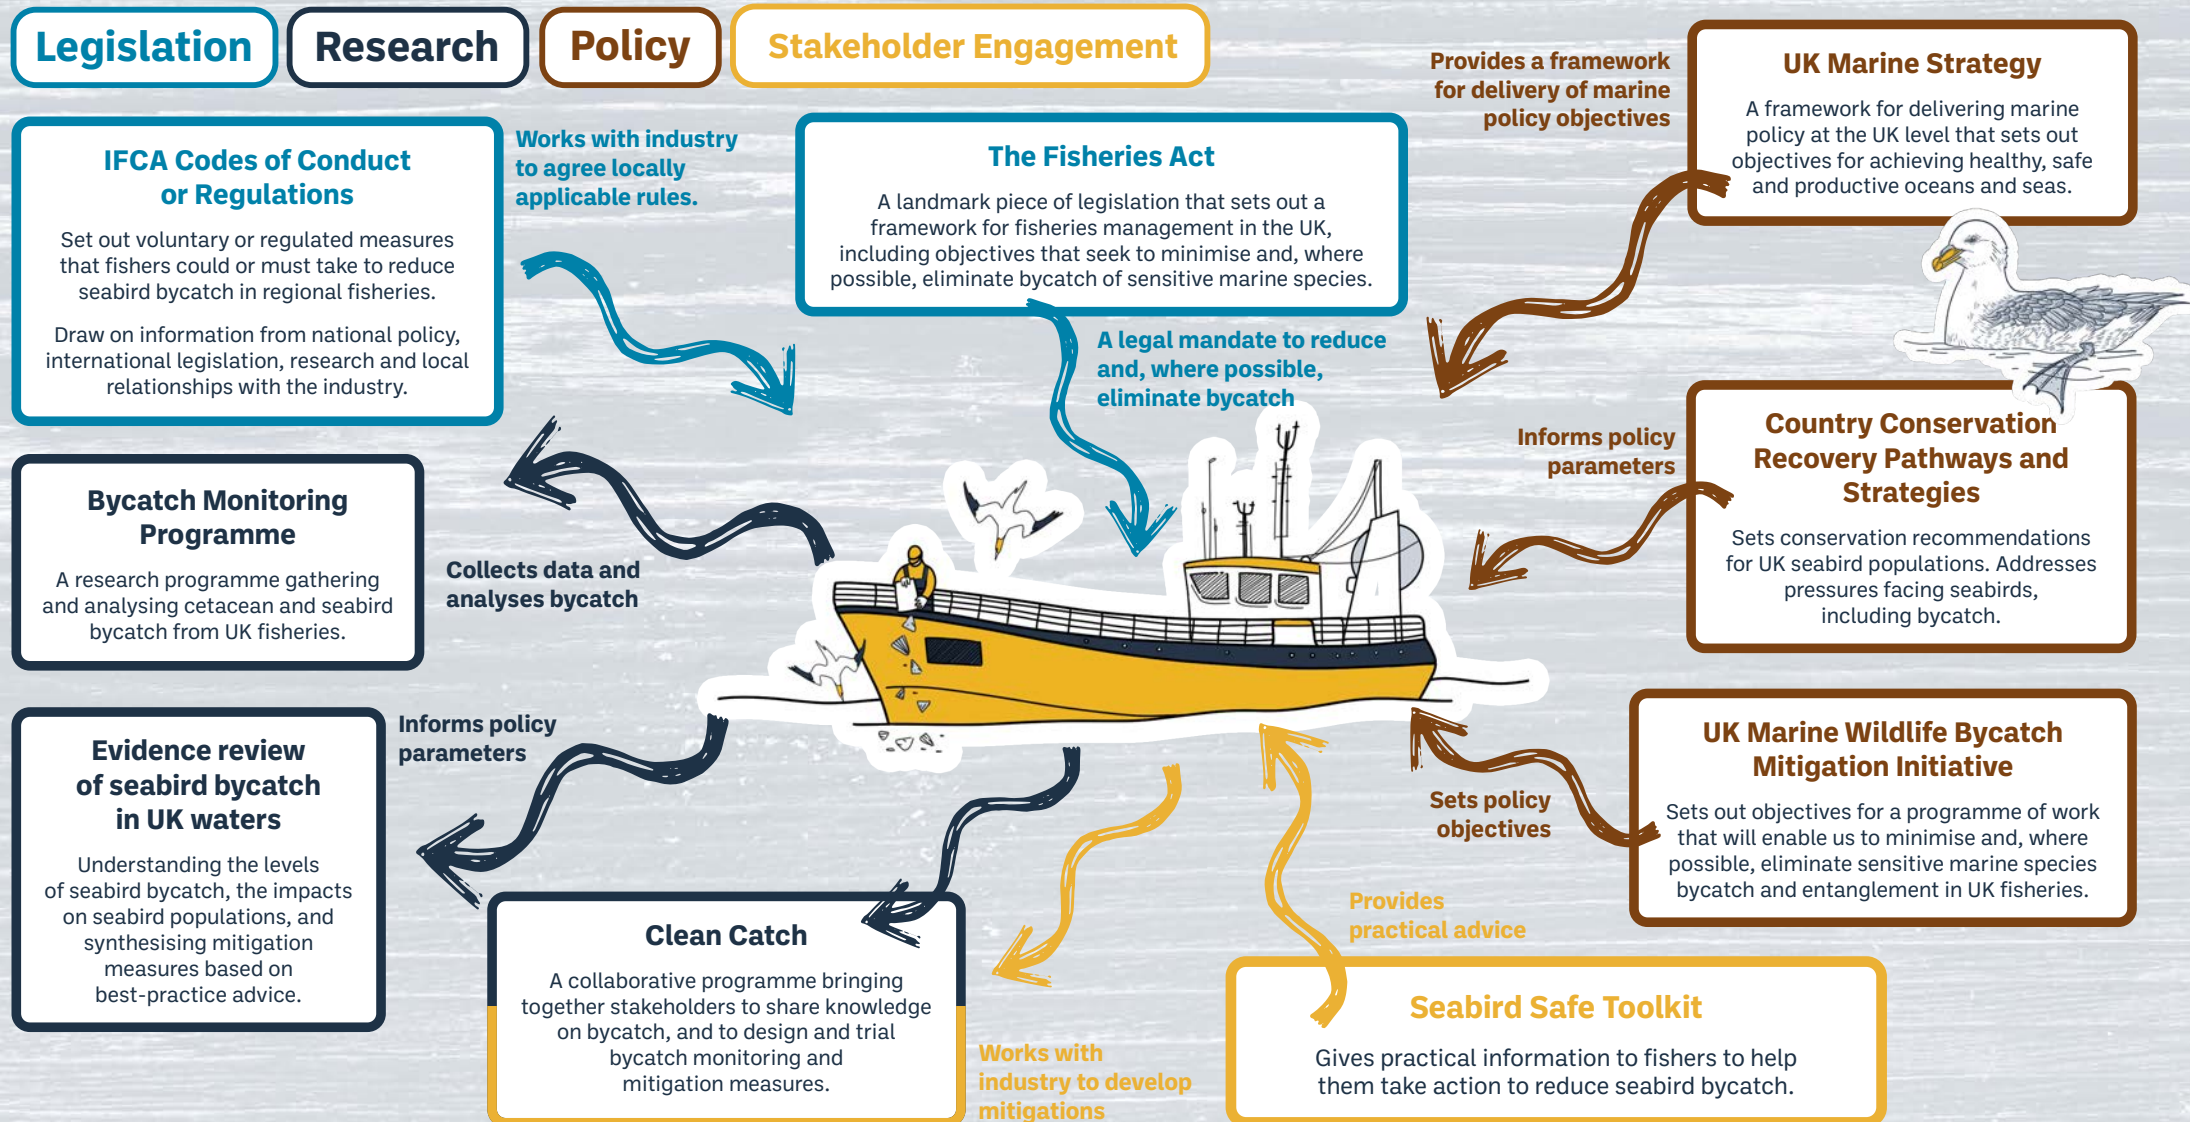 Legislation
Research
Policy
Stakeholder Engagement
IFCA Codes of Conduct
or Regulations
Set out voluntary or regulated measures
that fishers could or must take to reduce
seabird bycatch in regional fisheries.
Draw on information from national policy,
international legislation, research and local
relationships with the industry.
Works with industry
to agree locally
applicable rules.
The Fisheries Act
A landmark piece of legislation that sets out a
framework for fisheries management in the UK,
including objectives that seek to minimise and, where
possible, eliminate bycatch of sensitive marine species.
A legal mandate to reduce
and, where possible,
eliminate bycatch
Provides a framework
for delivery of marine
policy objectives
UK Marine Strategy
A framework for delivering marine
policy at the UK level that sets out
objectives for achieving healthy, safe
and productive oceans and seas.
Bycatch Monitoring
Programme
A research programme gathering
and analysing cetacean and seabird
bycatch from UK fisheries.
Collects data and
analyses bycatch
Informs policy
parameters
Country Conservation
Recovery Pathways and
Strategies
Sets conservation recommendations
for UK seabird populations. Addresses
pressures facing seabirds,
including bycatch.
Evidence review
of seabird bycatch
in UK waters
Understanding the levels
of seabird bycatch, the impacts
on seabird populations, and
synthesising mitigation
measures based on
best-practice advice.
Informs policy
parameters
UK Marine Wildlife Bycatch
Mitigation Initiative
Sets out objectives for a programme of work
that will enable us to minimise and, where
possible, eliminate sensitive marine species
bycatch and entanglement in UK fisheries.
Sets policy
objectives
Clean Catch
A collaborative programme bringing
together stakeholders to share knowledge
on bycatch, and to design and trial
bycatch monitoring and
mitigation measures.
Works with
industry to develop
mitigations
Provides
practical advice
Seabird Safe Toolkit
Gives practical information to fishers to help
them take action to reduce seabird bycatch.